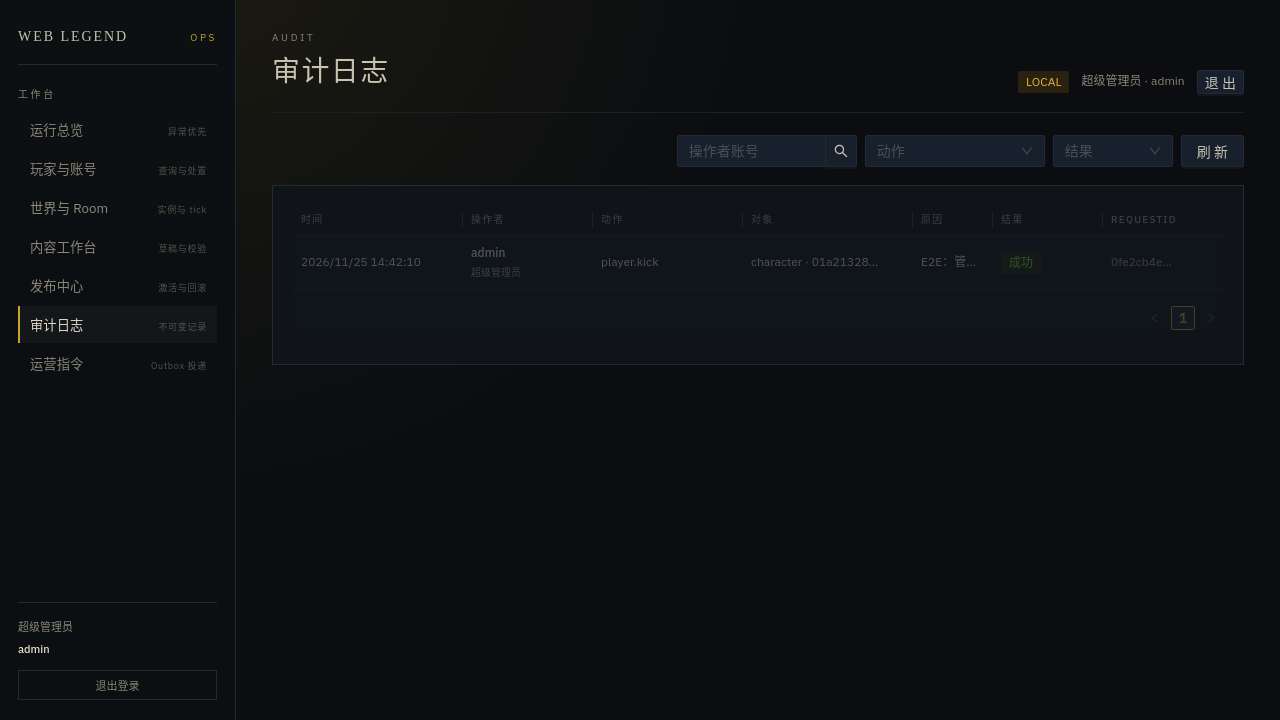 WEB LEGEND OPS
工作台
运行总览 异常优先
玩家与账号 查询与处置
世界与 Room 实例与 tick
内容工作台 草稿与校验
发布中心 激活与回滚
审计日志 不可变记录
运营指令 Outbox 投递
超级管理员
admin
退出登录
AUDIT
审计日志
LOCAL 超级管理员 · admin 退出
操作者账号 动作 结果 刷新
时间 操作者 动作 对象 原因 结果 REQUESTID
2026/11/25 14:42:10 admin player.kick character · 01a21328... E2E：管... 成功 0fe2cb4e...
超级管理员
1